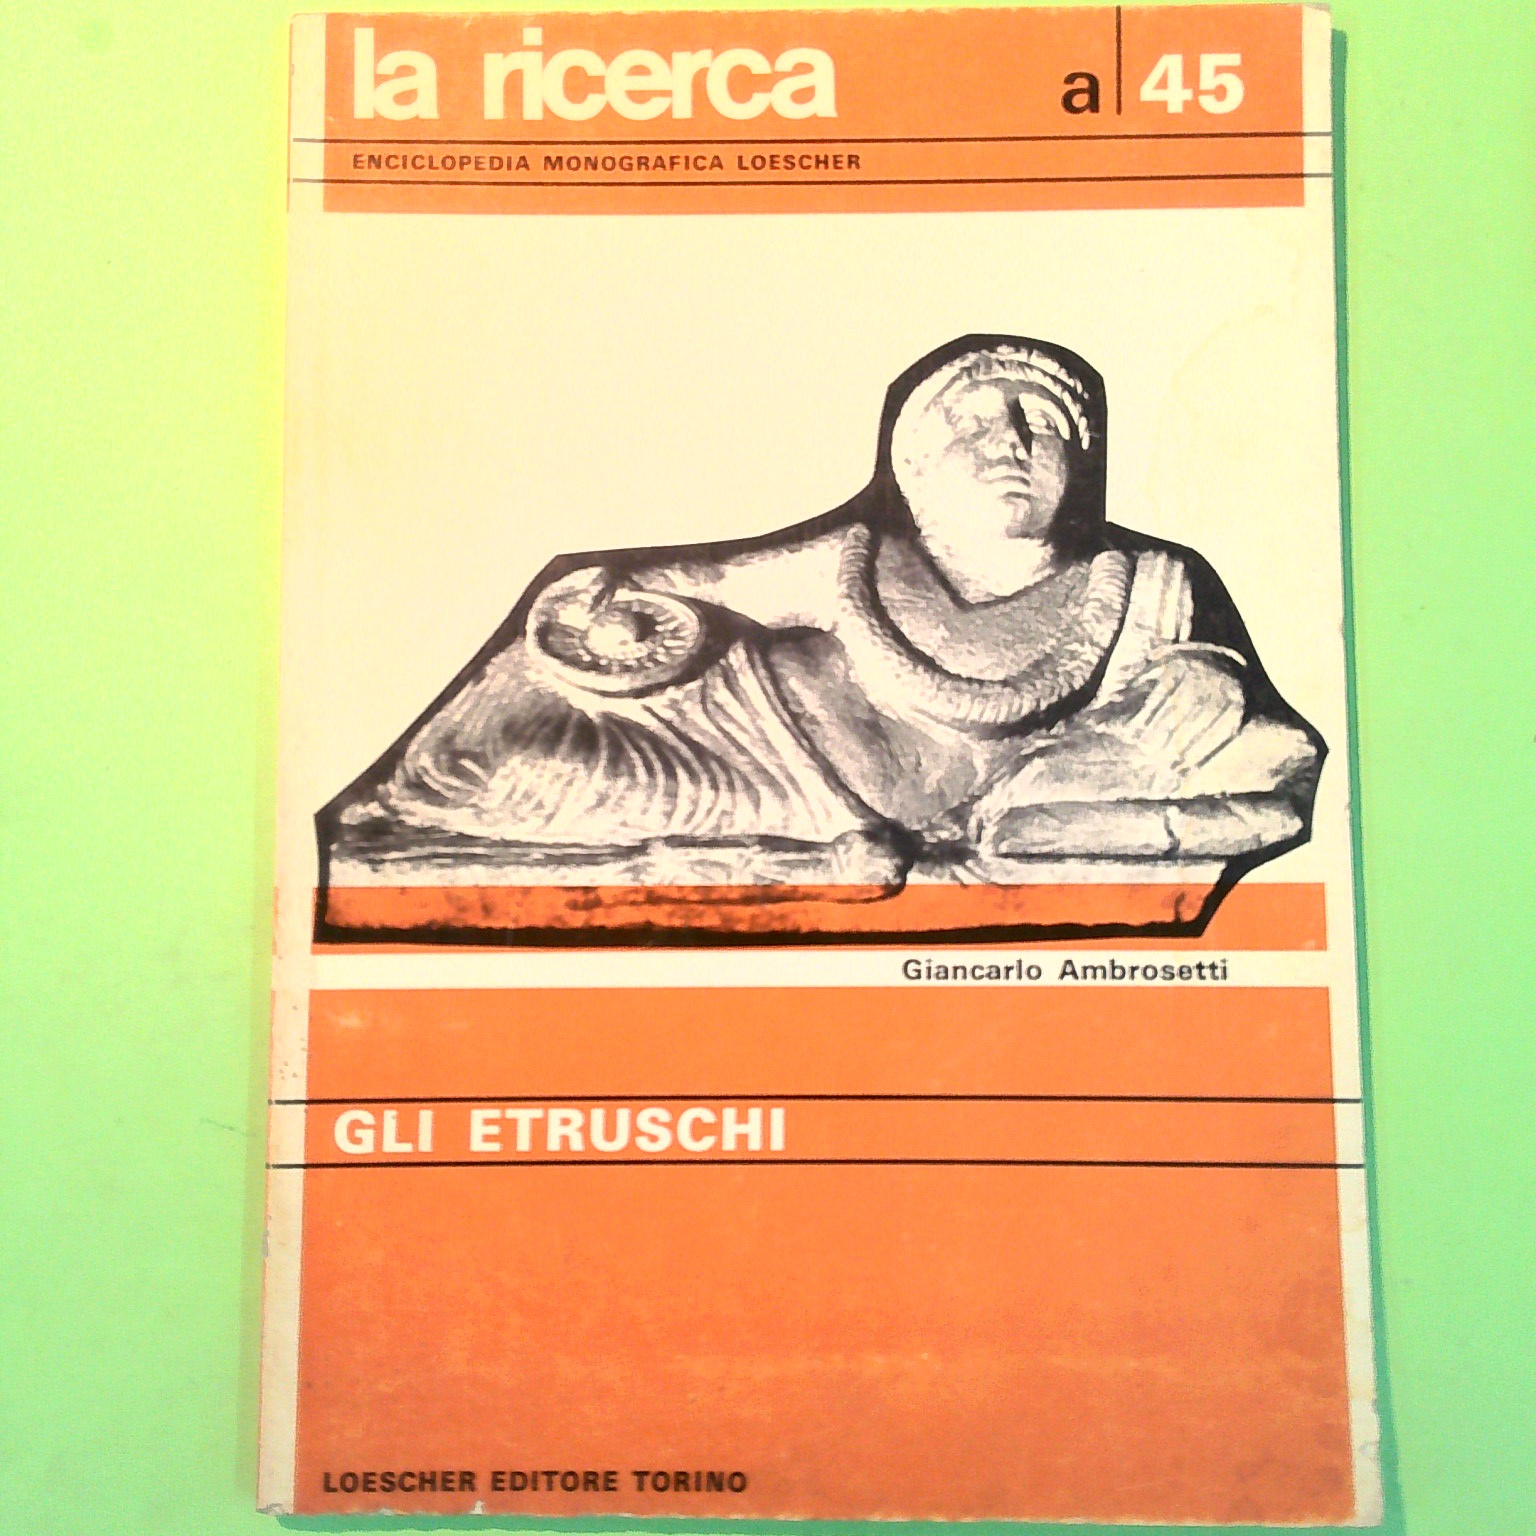 la ricerca
a 45
ENCICLOPEDIA MONOGRAFICA LOESCHER
Giancarlo Ambrosetti
GLI ETRUSCHI
LOESCHER EDITORE TORINO